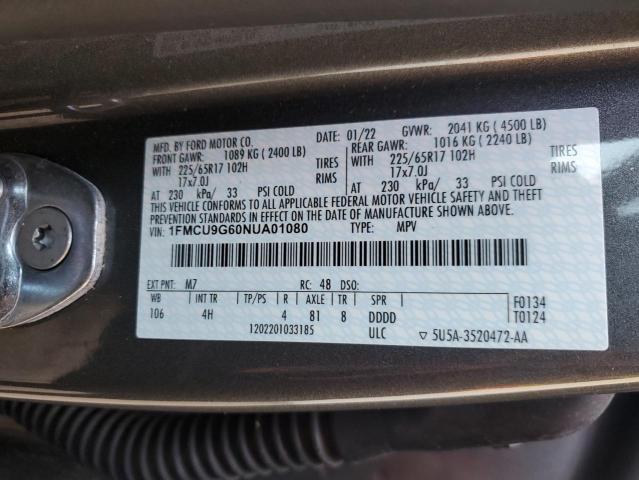 MFD. BY FORD MOTOR CO.
DATE: 01/22 GVWR: 2041 KG ( 4500 LB)
FRONT GAWR: 1089 KG ( 2400 LB) REAR GAWR: 1016 KG ( 2240 LB)
WITH 225/65R17 102H TIRES WITH 225/65R17 102H TIRES
17x7.0J RIMS 17x7.0J RIMS
AT 230 kPa/ 33 PSI COLD AT 230 kPa/ 33 PSI COLD
THIS VEHICLE CONFORMS TO ALL APPLICABLE FEDERAL MOTOR VEHICLE SAFETY AND THEFT
PREVENTION STANDARDS IN EFFECT ON THE DATE OF MANUFACTURE SHOWN ABOVE.
VIN: 1FMCU9G60NUA01080 TYPE: MPV
EXT PNT: M7 RC: 48 DSO:
WB INT TR TP/PS R AXLE TR SPR F0134
106 4H 4 81 8 DDDD T0124
1202201033185 ULC ▽ 5U5A-3520472-AA